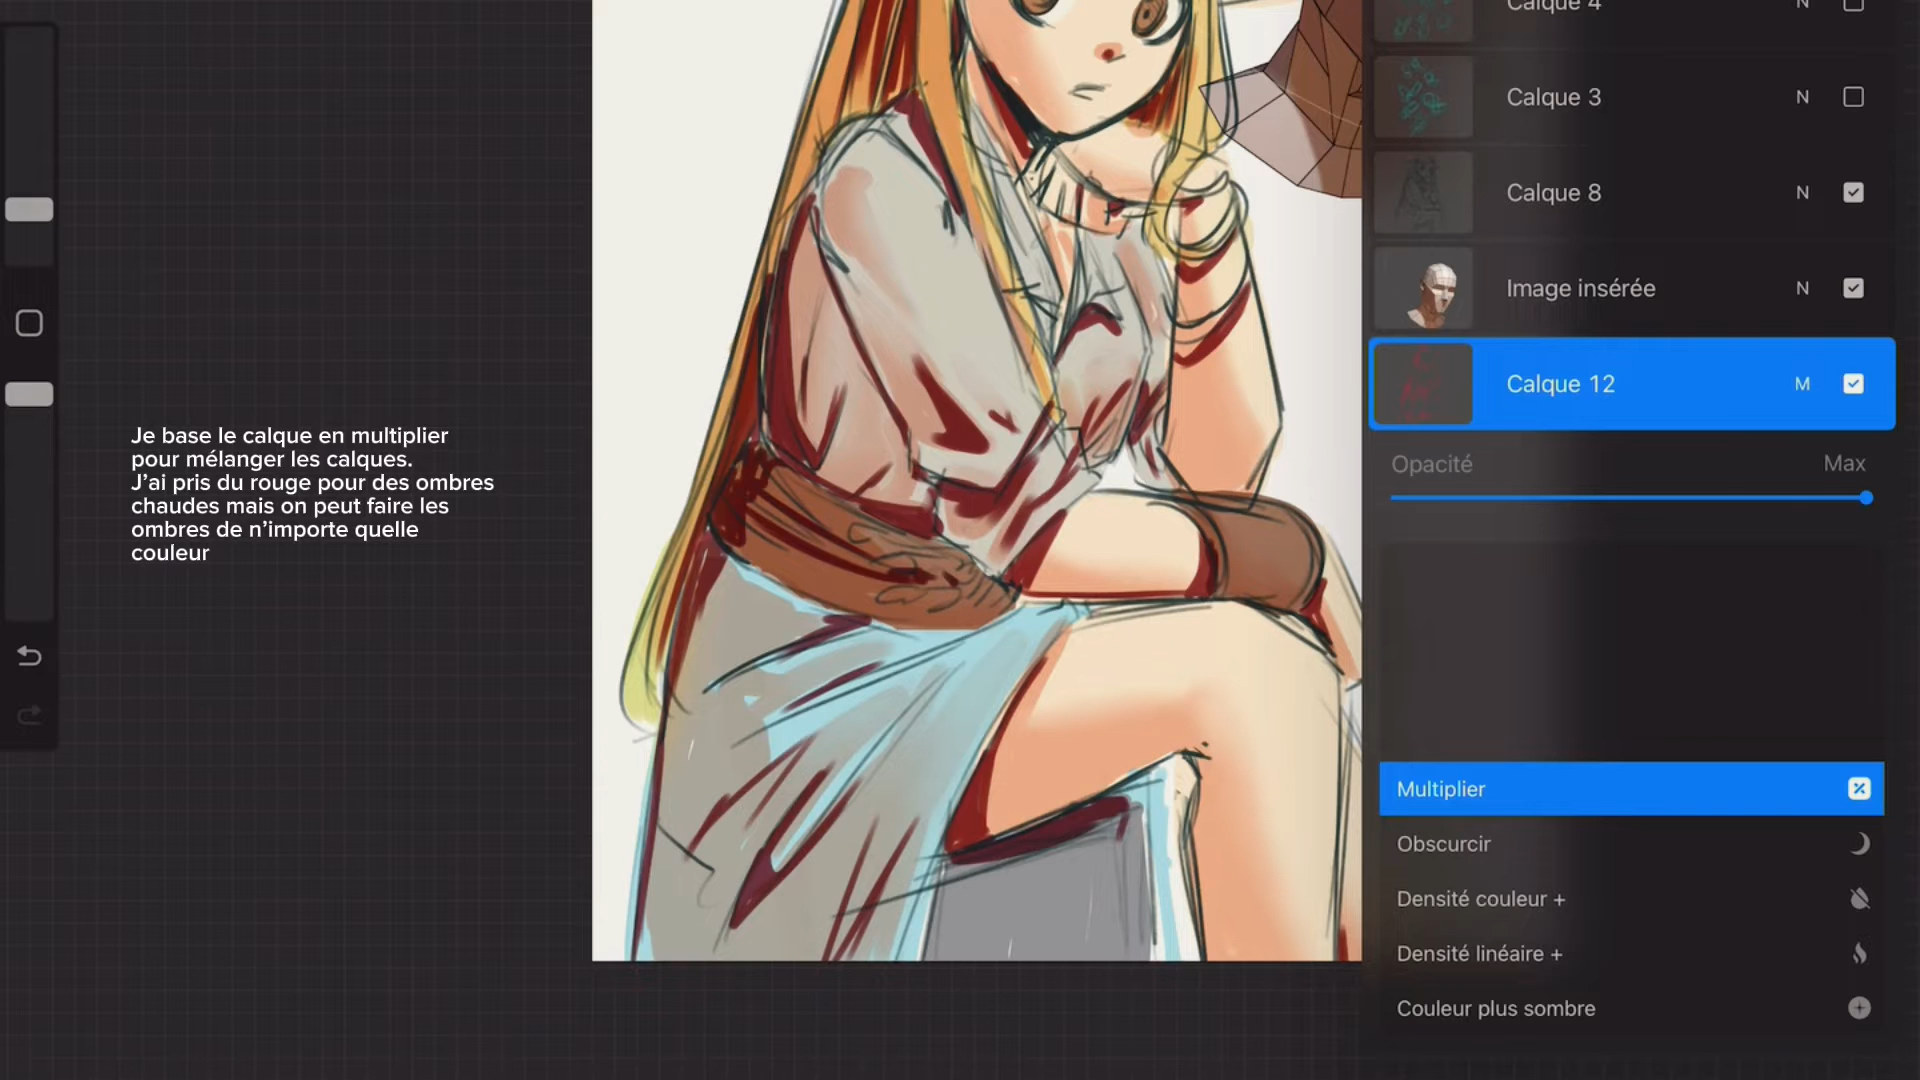 Calque 4 N
Calque 3 N
Calque 8 N
Image insérée N
Calque 12 M
Opacité Max
Je base le calque en multiplier
pour mélanger les calques.
J’ai pris du rouge pour des ombres
chaudes mais on peut faire les
ombres de n’importe quelle
couleur
Multiplier
Obscurcir
Densité couleur +
Densité linéaire +
Couleur plus sombre